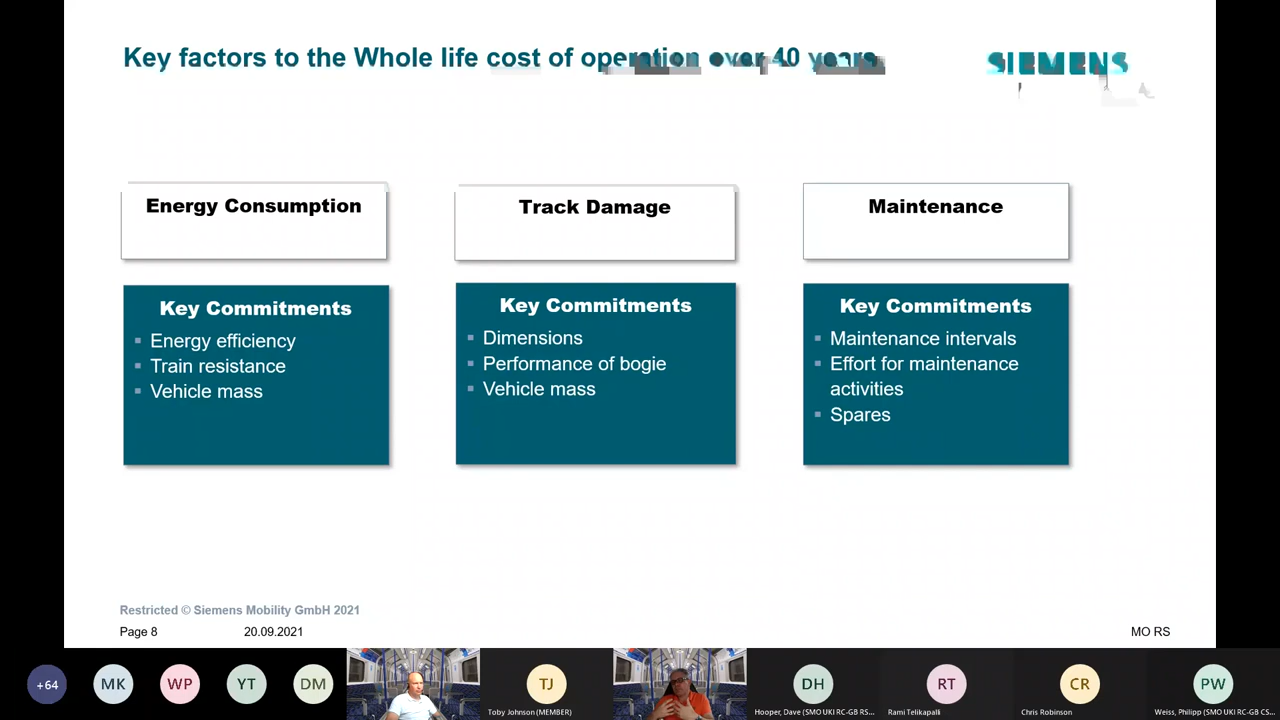 Key factors to the Whole life cost of operation over 40 years
SIEMENS
Energy Consumption
Track Damage
Maintenance
Key Commitments
Energy efficiency
Train resistance
Vehicle mass
Key Commitments
Dimensions
Performance of bogie
Vehicle mass
Key Commitments
Maintenance intervals
Effort for maintenance
activities
Spares
Restricted © Siemens Mobility GmbH 2021
Page 8
20.09.2021
MO RS
+64
MK
WP
YT
DM
TJ
Toby Johnson (MEMBER)
DH
Hooper, Dave (SMO UKI RC-GB RS...
RT
Rami Telikapalli
CR
Chris Robinson
PW
Weiss, Philipp (SMO UKI RC-GB CS...